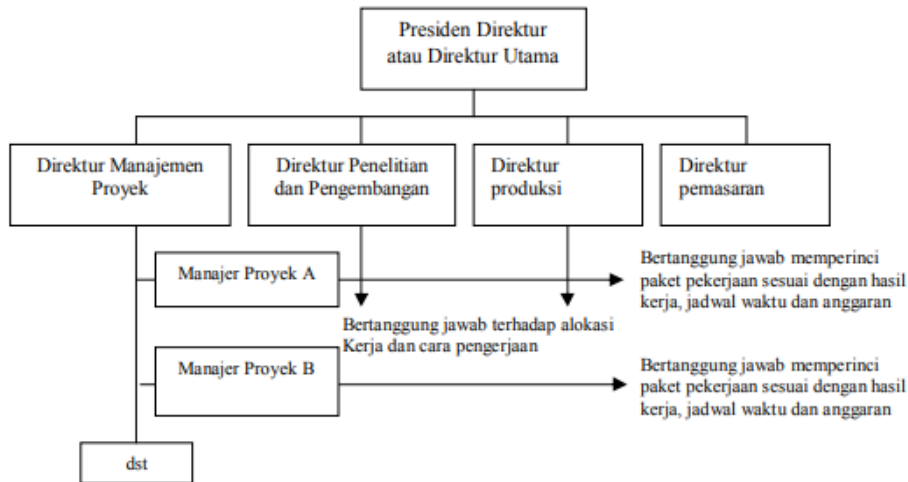 Presiden Direktur
atau Direktur Utama
Direktur Manajemen
Proyek
Direktur Penelitian
dan Pengembangan
Direktur
produksi
Direktur
pemasaran
Manajer Proyek A
Bertanggung jawab memperinci
paket pekerjaan sesuai dengan hasil
kerja, jadwal waktu dan anggaran
Bertanggung jawab terhadap alokasi
Kerja dan cara pengerjaan
Manajer Proyek B
Bertanggung jawab memperinci
paket pekerjaan sesuai dengan hasil
kerja, jadwal waktu dan anggaran
dst